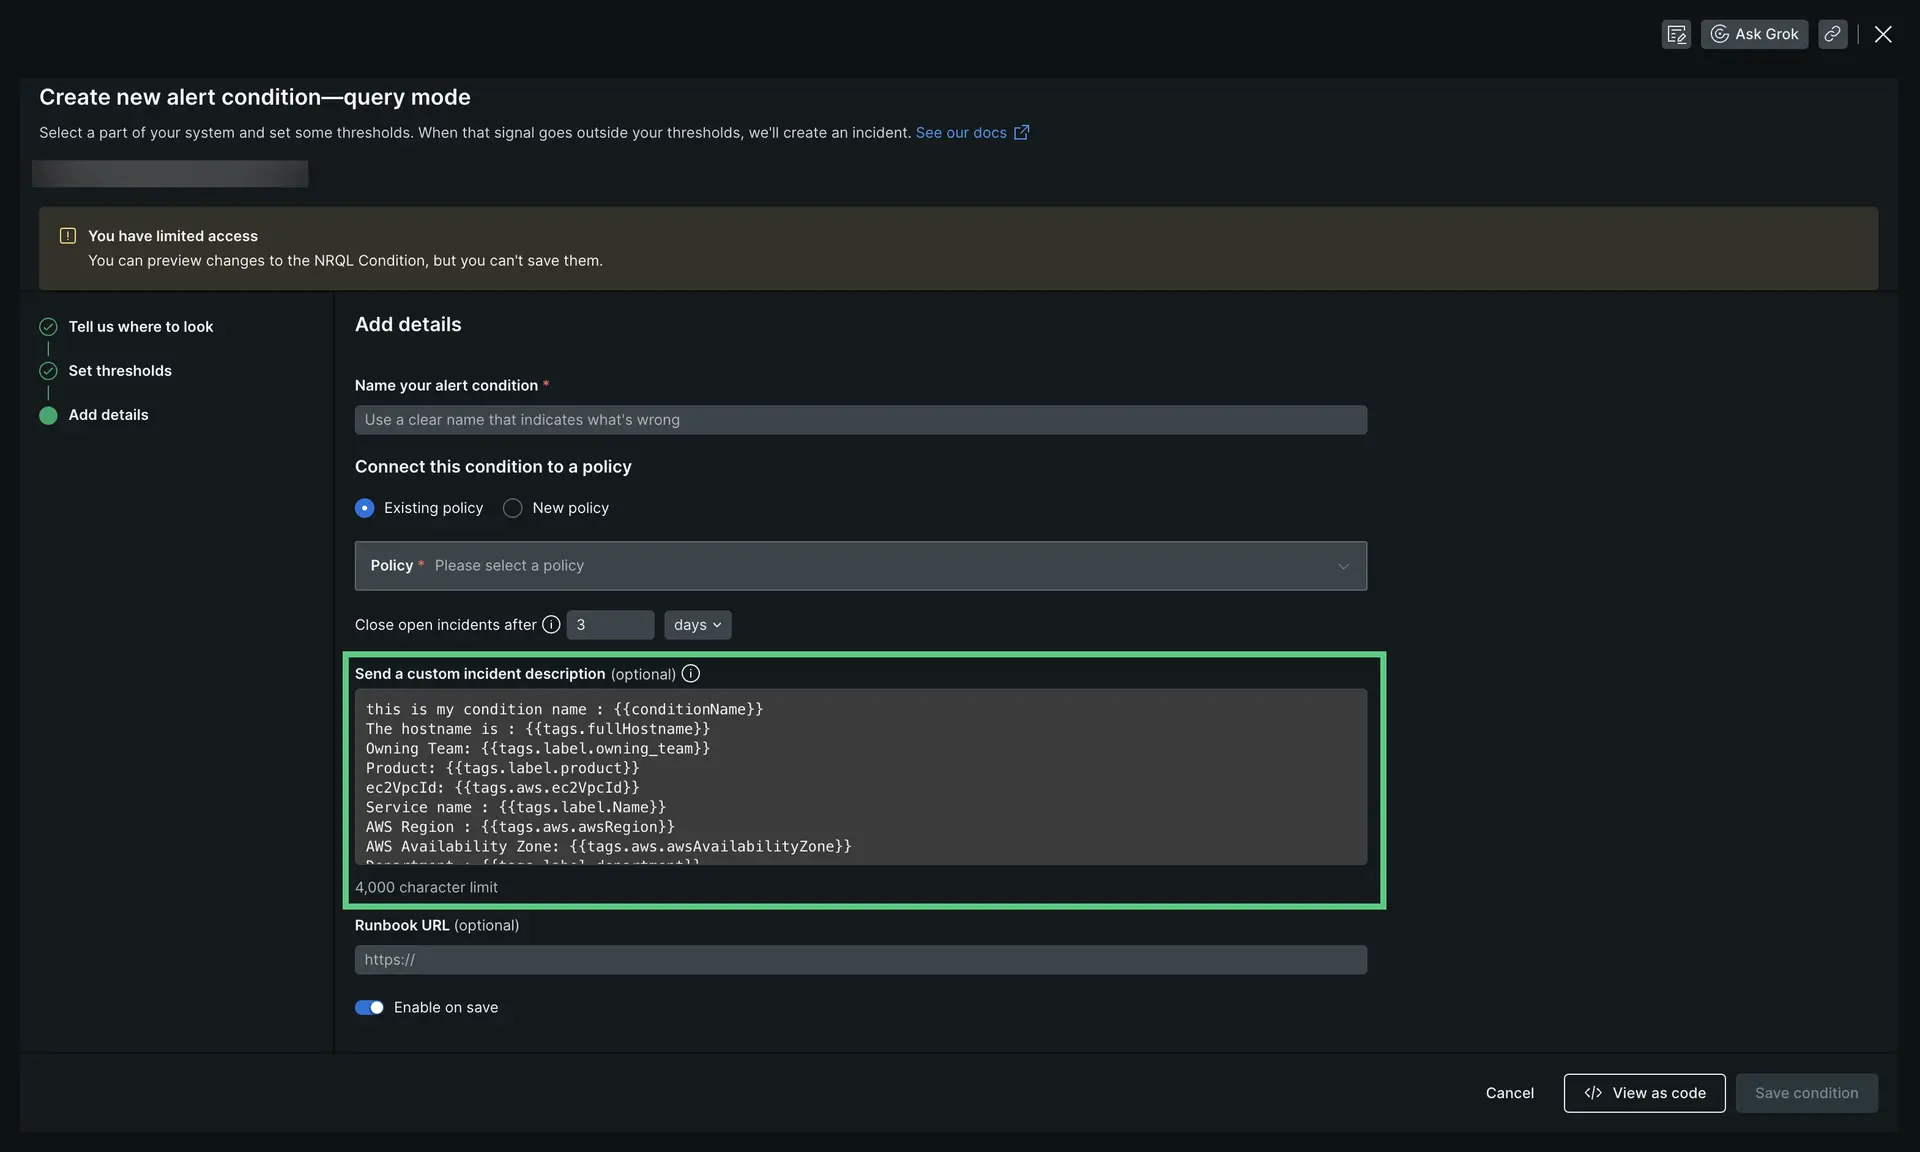 Ask Grok
Create new alert condition—query mode
Select a part of your system and set some thresholds. When that signal goes outside your thresholds, we'll create an incident. See our docs
You have limited access
You can preview changes to the NRQL Condition, but you can't save them.
Tell us where to look
Set thresholds
Add details
Add details
Name your alert condition *
Use a clear name that indicates what's wrong
Connect this condition to a policy
Existing policy New policy
Policy * Please select a policy
Close open incidents after 3 days
Send a custom incident description (optional)
this is my condition name : {{conditionName}}
The hostname is : {{tags.fullHostname}}
Owning Team: {{tags.label.owning_team}}
Product: {{tags.label.product}}
ec2VpcId: {{tags.aws.ec2VpcId}}
Service name : {{tags.label.Name}}
AWS Region : {{tags.aws.awsRegion}}
AWS Availability Zone: {{tags.aws.awsAvailabilityZone}}
Department : {{tags.label.department}}
4,000 character limit
Runbook URL (optional)
https://
Enable on save
Cancel </> View as code Save condition